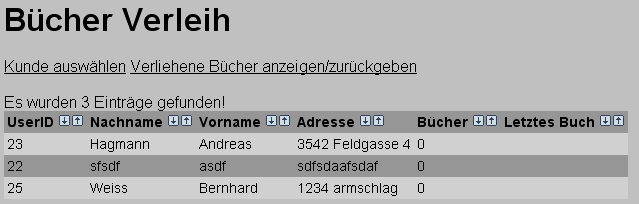 Bücher Verleih
Kunde auswählen Verliehene Bücher anzeigen/zurückgeben
Es wurden 3 Einträge gefunden!
UserID Nachname Vorname Adresse Bücher Letztes Buch
23 Hagmann Andreas 3542 Feldgasse 4 0
22 sfsdf asdf sdfsdaafsdaf 0
25 Weiss Bernhard 1234 armschlag 0